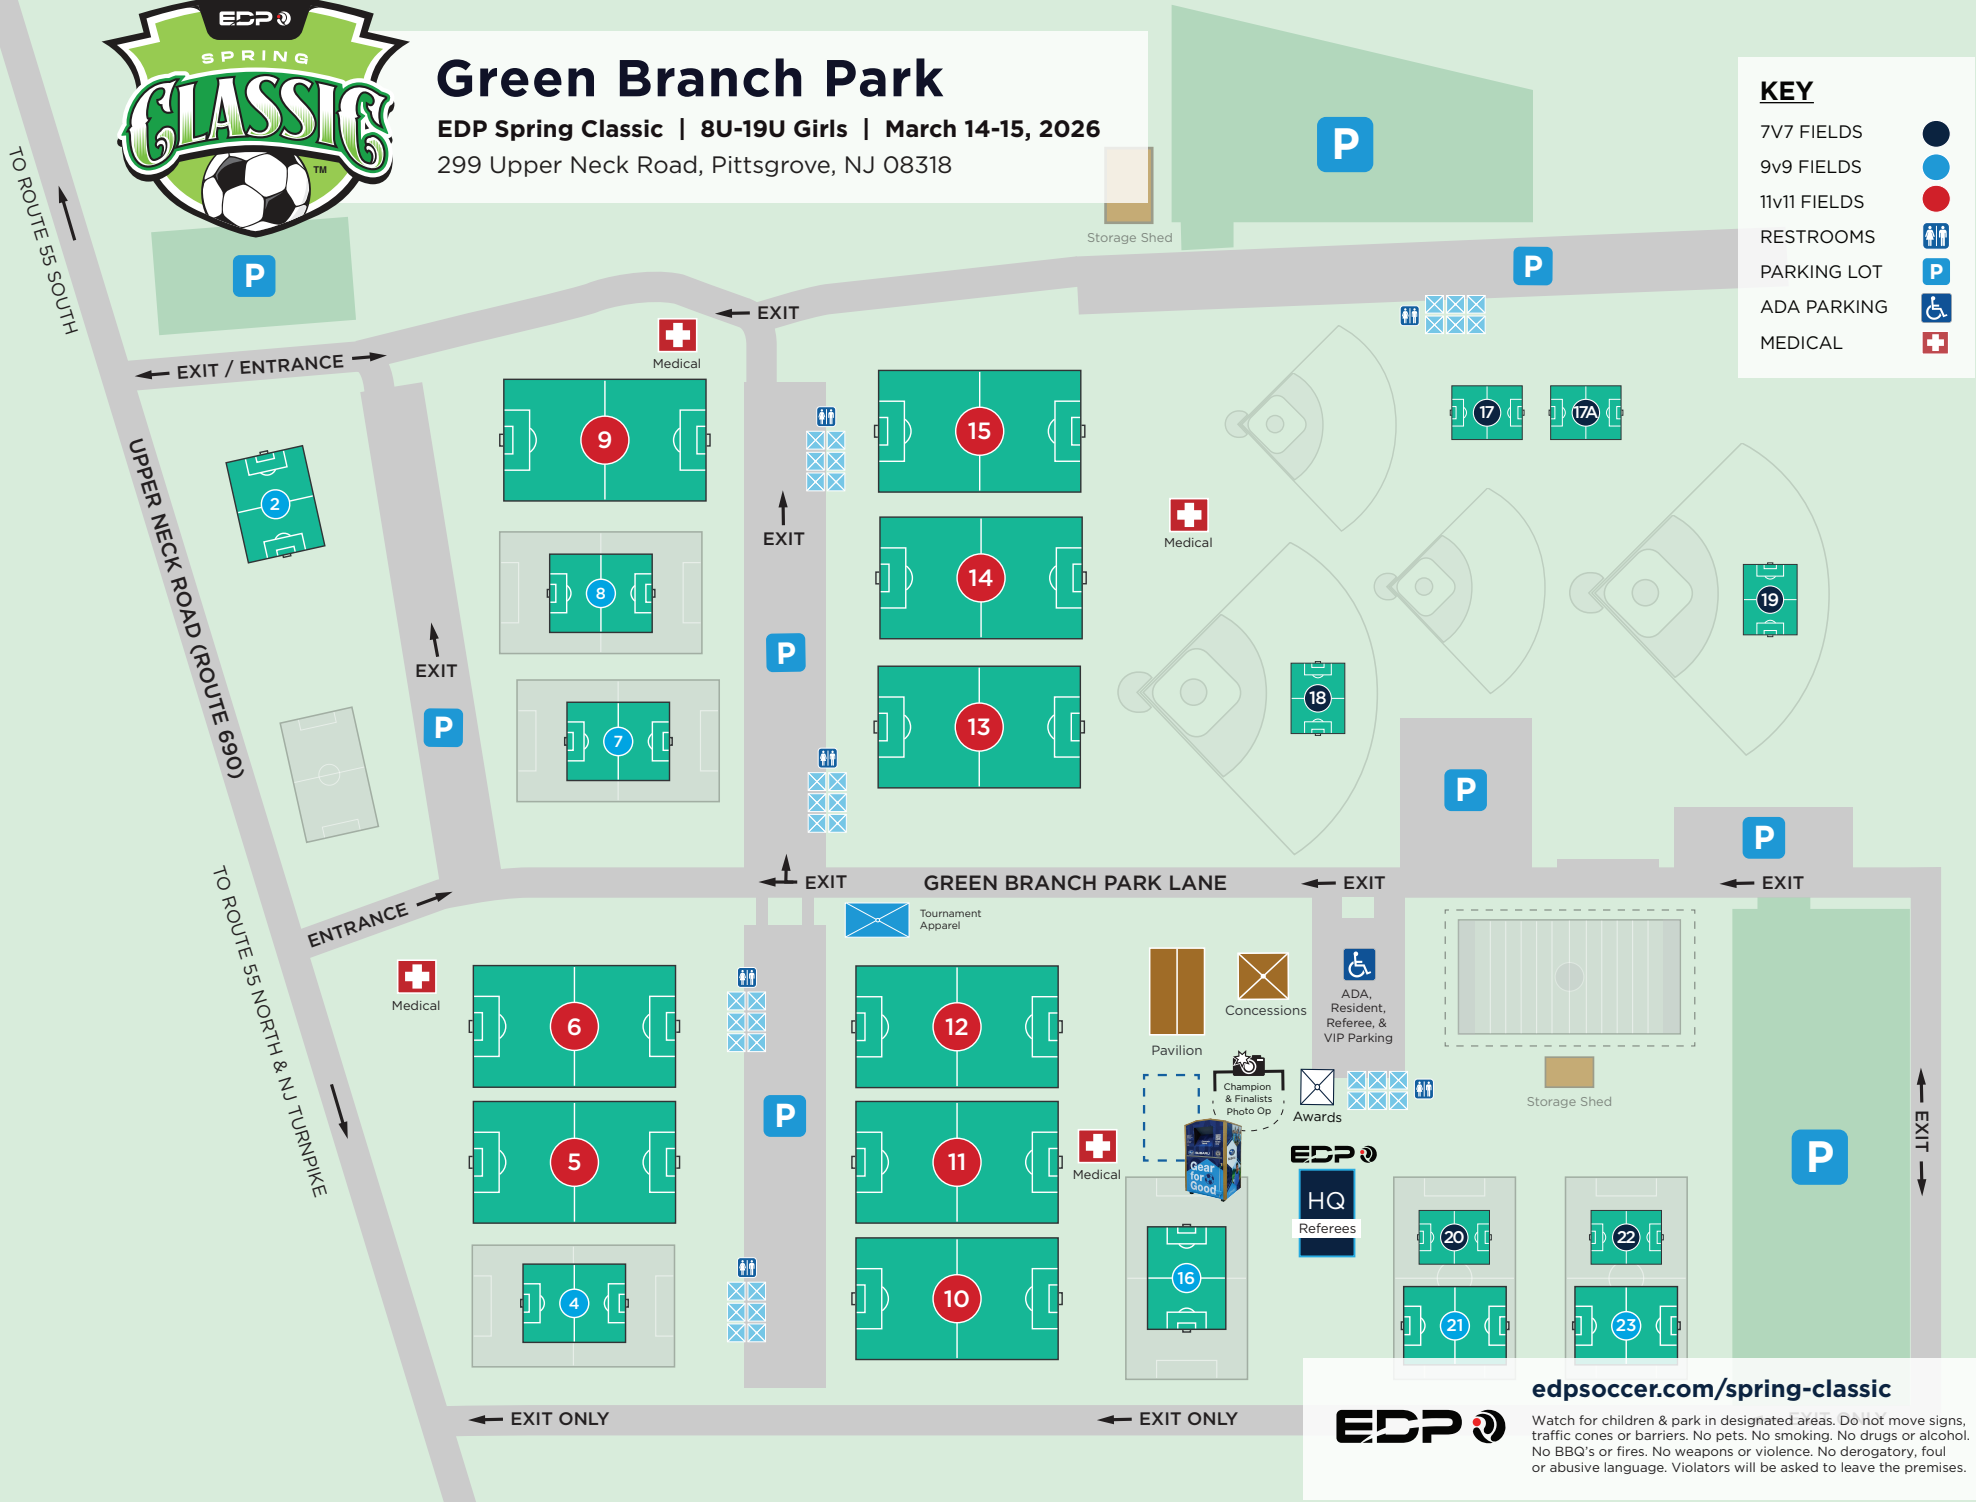 EDP
SPRING
CLASSIC
TM
Green Branch Park
EDP Spring Classic | 8U-19U Girls | March 14-15, 2026
299 Upper Neck Road, Pittsgrove, NJ 08318
P
Storage Shed
KEY
7V7 FIELDS
9v9 FIELDS
11v11 FIELDS
RESTROOMS
PARKING LOT P
ADA PARKING
MEDICAL
TO ROUTE 55 SOUTH
P
P
EXIT
Medical
EXIT / ENTRANCE
UPPER NECK ROAD (ROUTE 690)
2
9
15
17
17A
EXIT
Medical
8
14
19
EXIT
P
P
7
13
18
P
P
EXIT
GREEN BRANCH PARK LANE
EXIT
EXIT
ENTRANCE
TO ROUTE 55 NORTH & NJ TURNPIKE
Tournament
Apparel
Medical
6
12
Pavilion
Concessions
ADA,
Resident,
Referee, &
VIP Parking
Champion
& Finalists
Photo Op
Awards
Storage Shed
P
5
11
Medical
Gear
for
Good
SUBARU
EDP
HQ
Referees
P
EXIT
4
10
16
20
22
21
23
EXIT ONLY
EXIT ONLY
EXIT ONLY
EDP
edpsoccer.com/spring-classic
Watch for children & park in designated areas. Do not move signs,
traffic cones or barriers. No pets. No smoking. No drugs or alcohol.
No BBQ's or fires. No weapons or violence. No derogatory, foul
or abusive language. Violators will be asked to leave the premises.